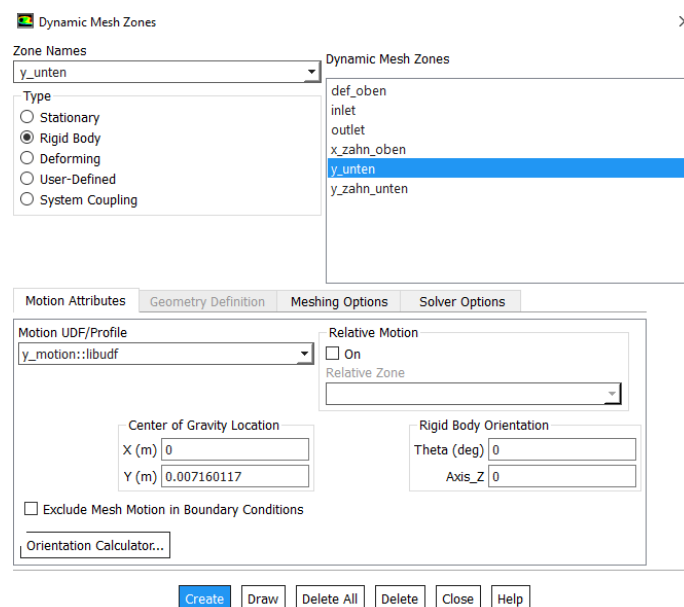 Dynamic Mesh Zones
Zone Names
y_unten
Type
Stationary
Rigid Body
Deforming
User-Defined
System Coupling
Dynamic Mesh Zones
def_oben
inlet
outlet
x_zahn_oben
y_unten
y_zahn_unten
Motion Attributes Geometry Definition Meshing Options Solver Options
Motion UDF/Profile
y_motion::libudf
Relative Motion
On
Relative Zone
Center of Gravity Location
X (m) 0
Y (m) 0.007160117
Rigid Body Orientation
Theta (deg) 0
Axis_Z 0
Exclude Mesh Motion in Boundary Conditions
Orientation Calculator...
Create Draw Delete All Delete Close Help